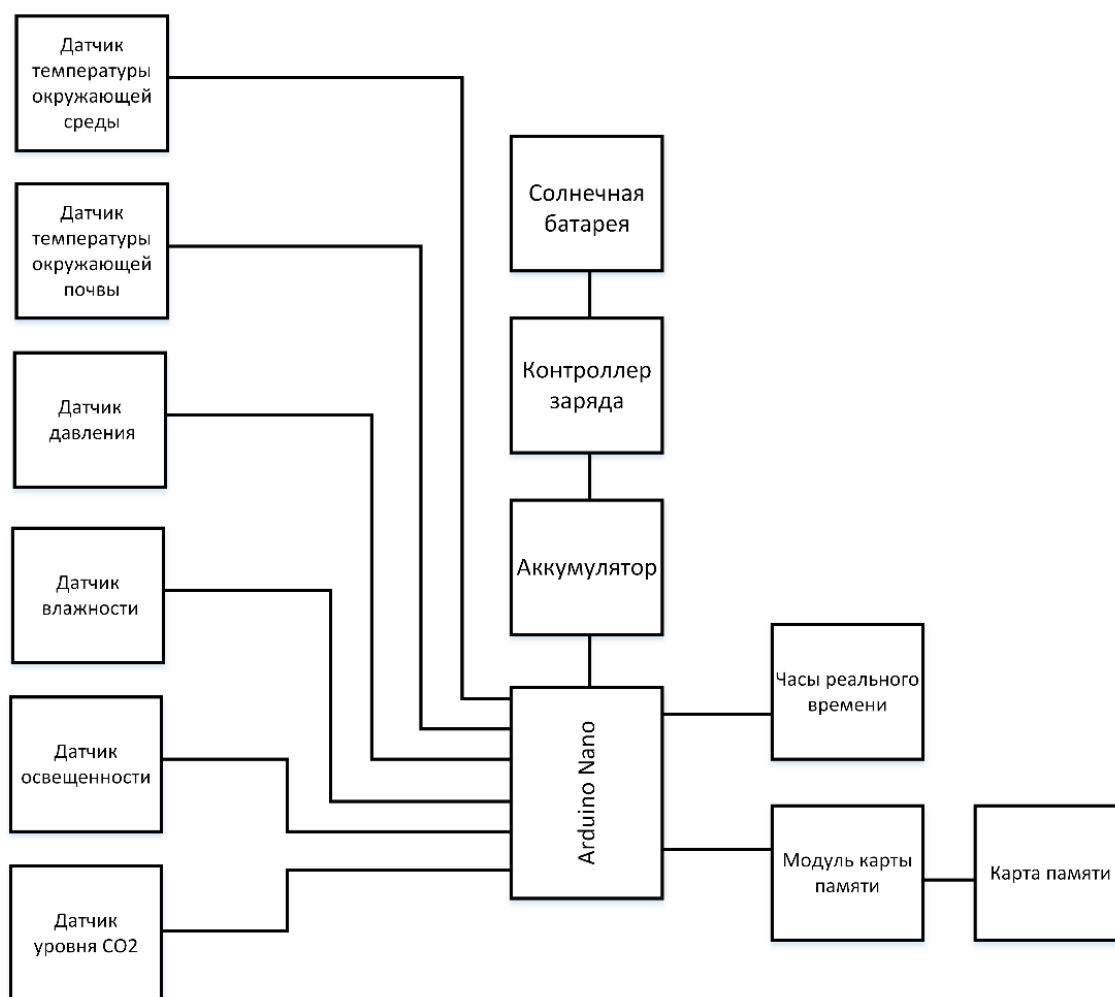 Датчик
температуры
окружающей
среды
Датчик
температуры
окружающей
почвы
Датчик
давления
Датчик
влажности
Датчик
освещенности
Датчик
уровня CO2
Солнечная
батарея
Контроллер
заряда
Аккумулятор
Arduino Nano
Часы реального
времени
Модуль карты
памяти
Карта памяти